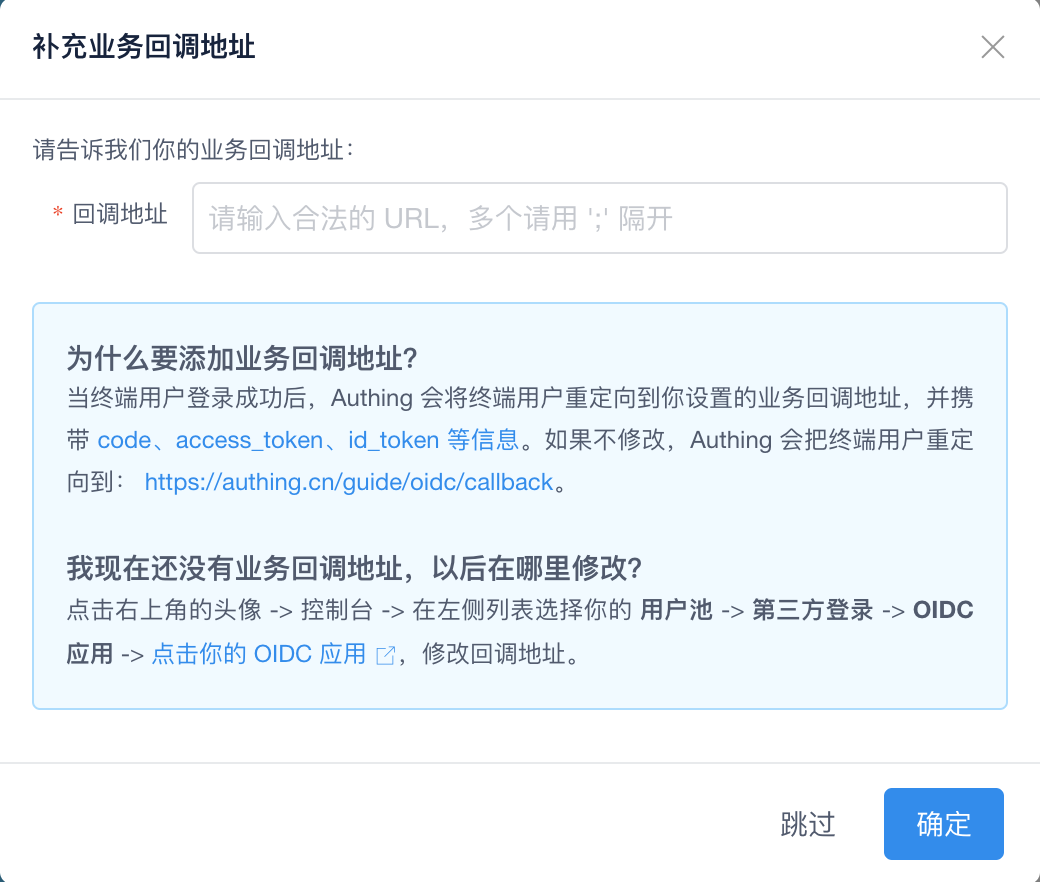 补充业务回调地址
请告诉我们你的业务回调地址：
* 回调地址
请输入合法的 URL，多个请用 ';' 隔开
为什么要添加业务回调地址?
当终端用户登录成功后，Authing 会将终端用户重定向到你设置的业务回调地址，并携
带 code、access_token、id_token 等信息。如果不修改，Authing 会把终端用户重定
向到： https://authing.cn/guide/oidc/callback。
我现在还没有业务回调地址，以后在哪里修改?
点击右上角的头像 -> 控制台 -> 在左侧列表选择你的 用户池 -> 第三方登录 -> OIDC
应用 -> 点击你的 OIDC 应用 ，修改回调地址。
跳过
确定